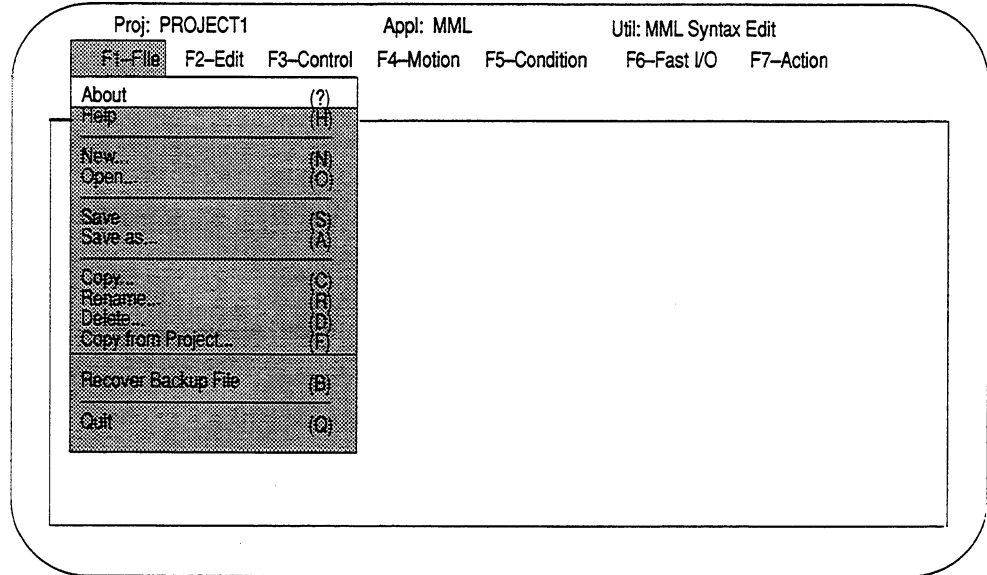 Proj: PROJECT1 Appl: MML Util: MML Syntax Edit
F1–File F2–Edit F3–Control F4–Motion F5–Condition F6–Fast I/O F7–Action
About (?)
Help (H)
New... (N)
Open... (O)
Save (S)
Save as... (A)
Copy... (C)
Rename... (R)
Delete... (D)
Copy from Project... (F)
Recover Backup File (B)
Quit (Q)